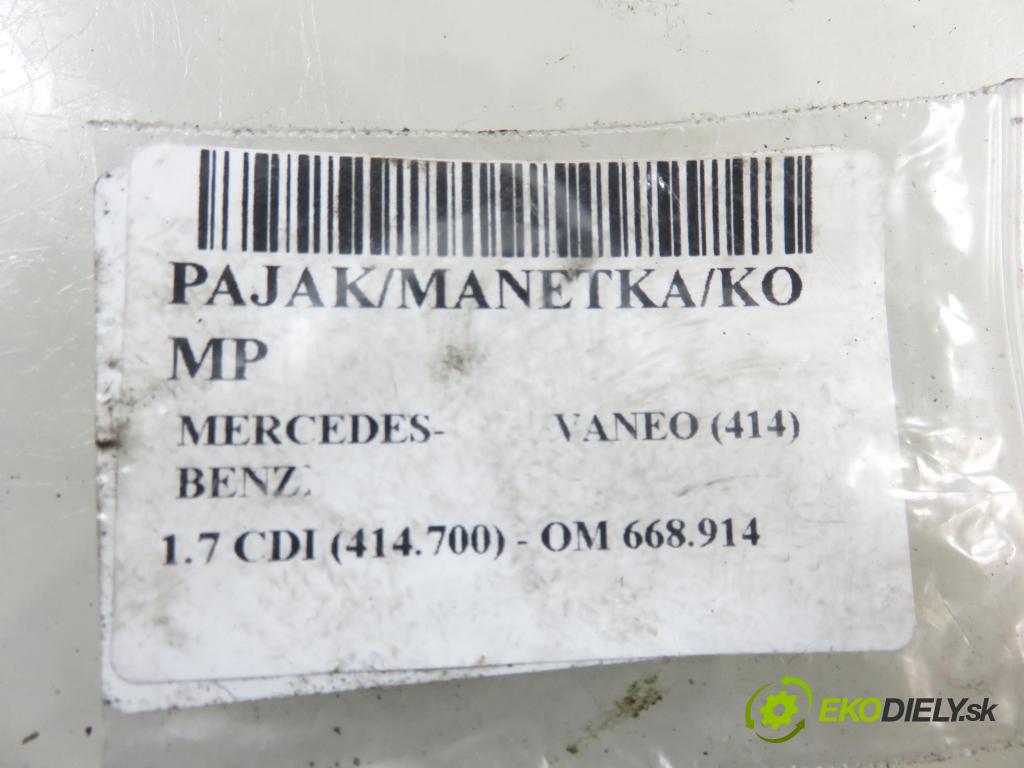 PAJAK/MANETKA/KO
MP
MERCEDES- VANEO (414)
BENZ
1.7 CDI (414.700) - OM 668.914
EKODIELY.sk